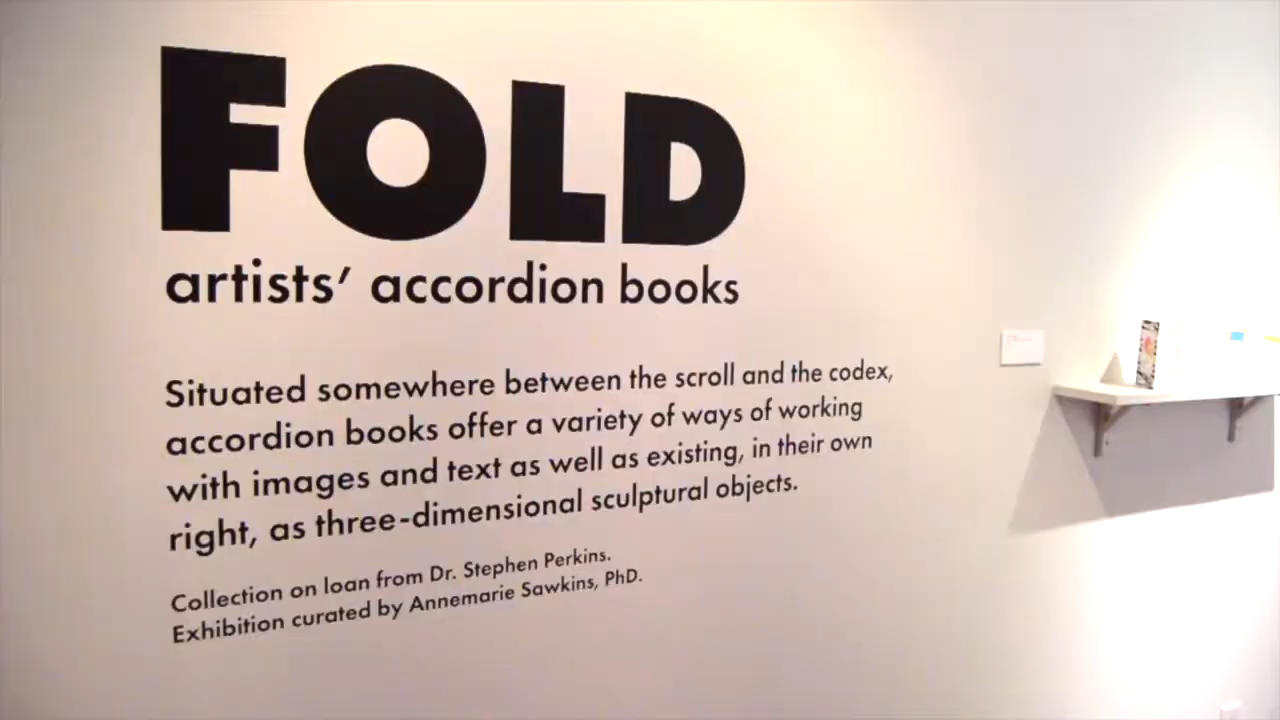 FOLD
artists’ accordion books
Situated somewhere between the scroll and the codex,
accordion books offer a variety of ways of working
with images and text as well as existing, in their own
right, as three-dimensional sculptural objects.
Collection on loan from Dr. Stephen Perkins.
Exhibition curated by Annemarie Sawkins, PhD.